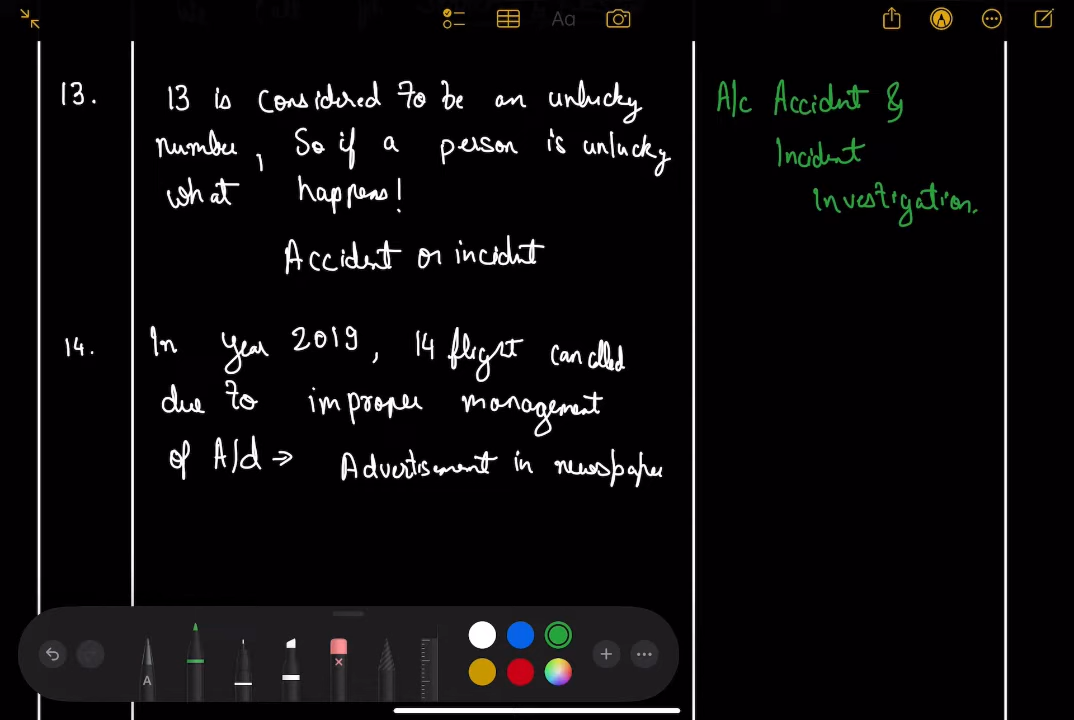 Aa
13.
13 is considered to be an unlucky
number, So if a person is unlucky
what happens!
Accident or incident
A/c Accident &
Incident
Investigation.
14.
In year 2019, 14 flight cancelled
due to improper management
of A/d → Advertisement in newspaper
A